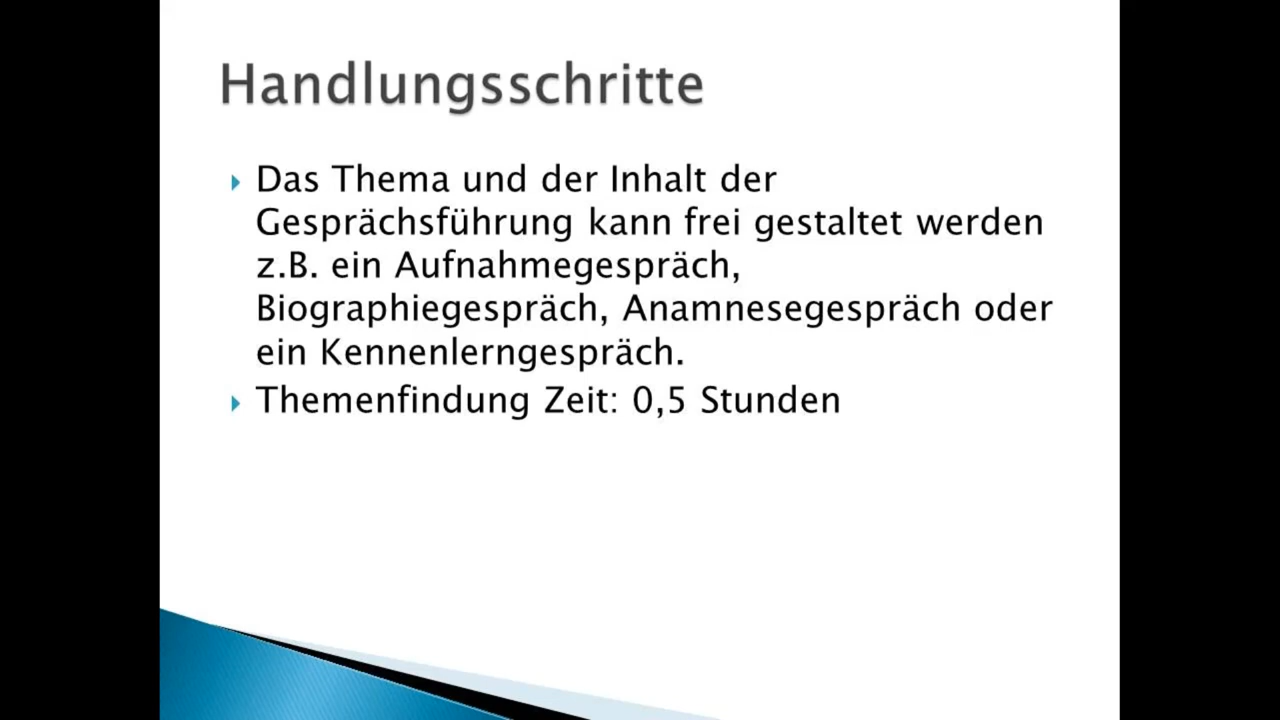 Handlungsschritte
Das Thema und der Inhalt der
Gesprächsführung kann frei gestaltet werden
z.B. ein Aufnahmegespräch,
Biographiegespräch, Anamnesegespräch oder
ein Kennenlerngespräch.
Themenfindung Zeit: 0,5 Stunden